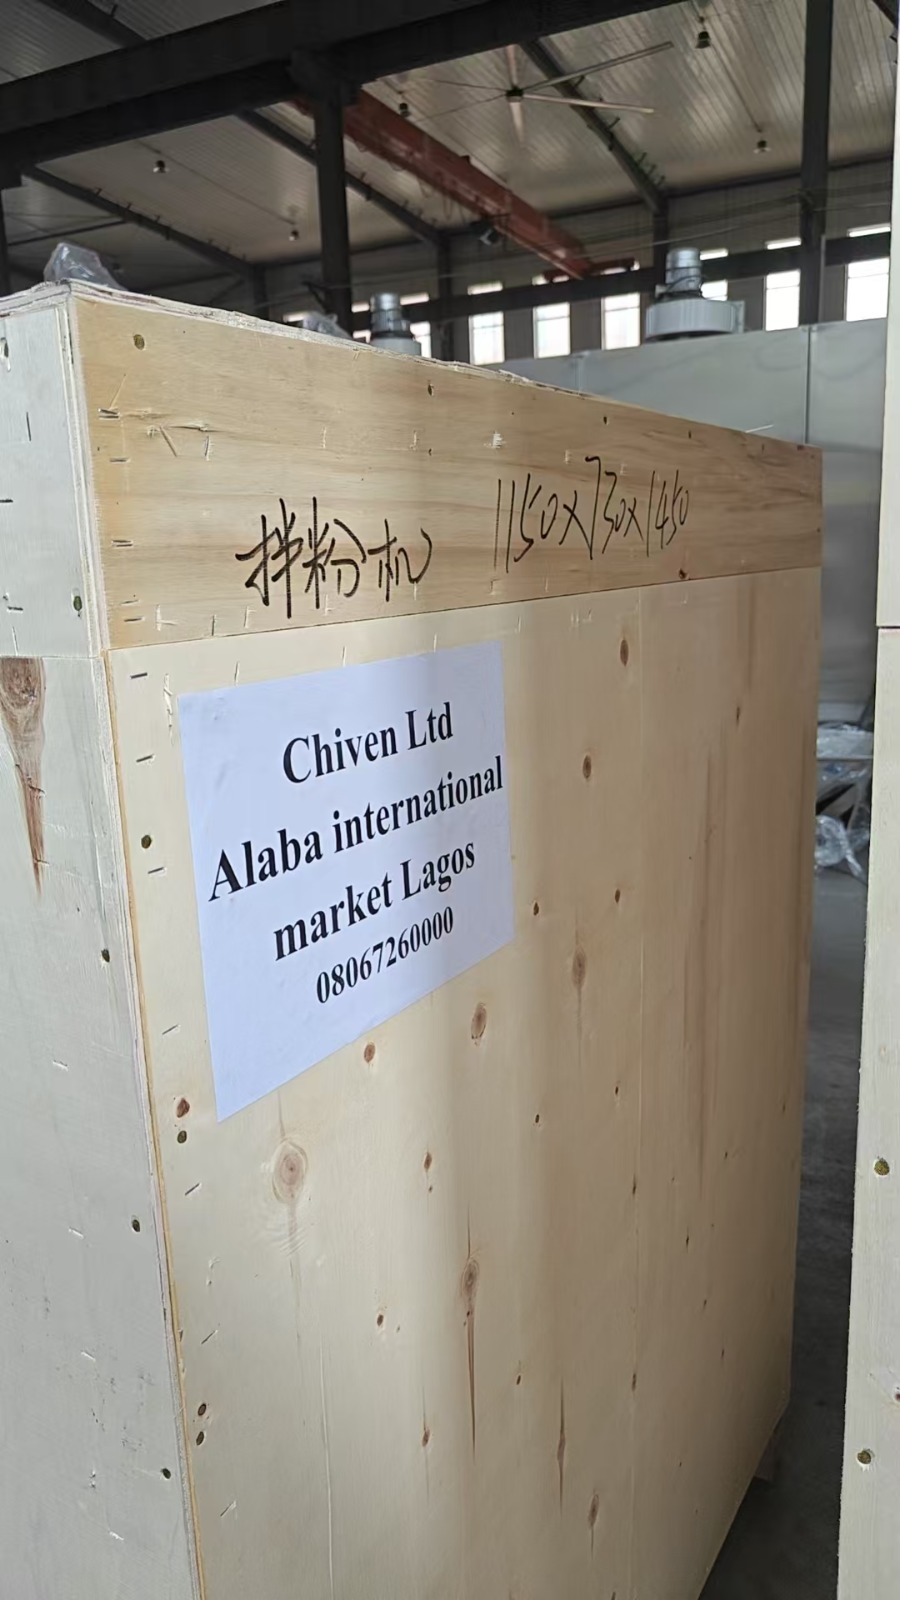 拌粉机 1150x730x1450
Chiven Ltd
Alaba international
market Lagos
08067260000